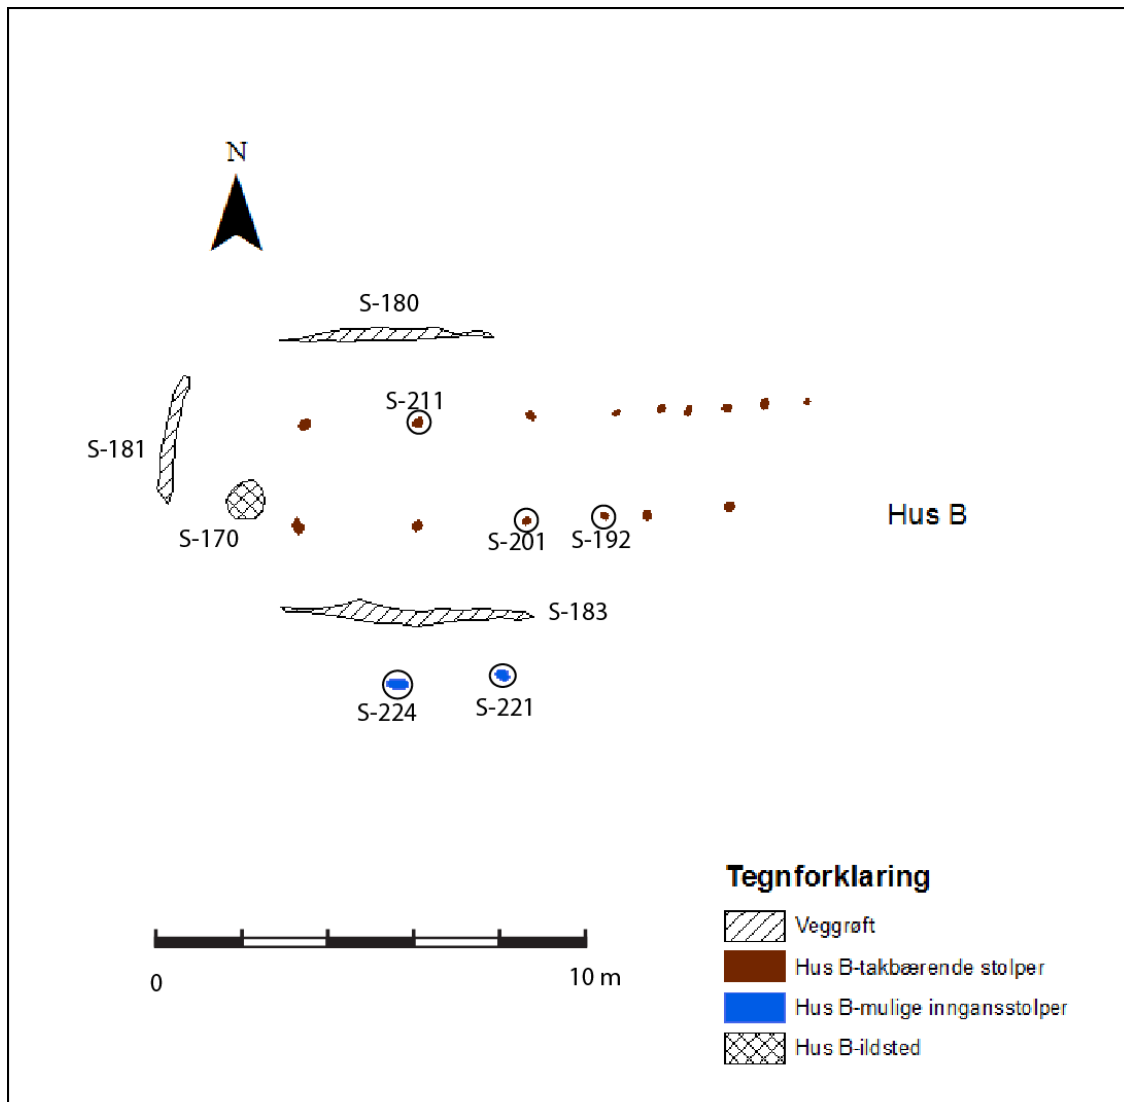 N
S-180
S-211
S-181
S-170
S-201
S-192
Hus B
S-183
S-224
S-221
0
10 m
Tegnforklaring
Veggrøft
Hus B-takbærende stolper
Hus B-mulige inngansstolper
Hus B-ildsted